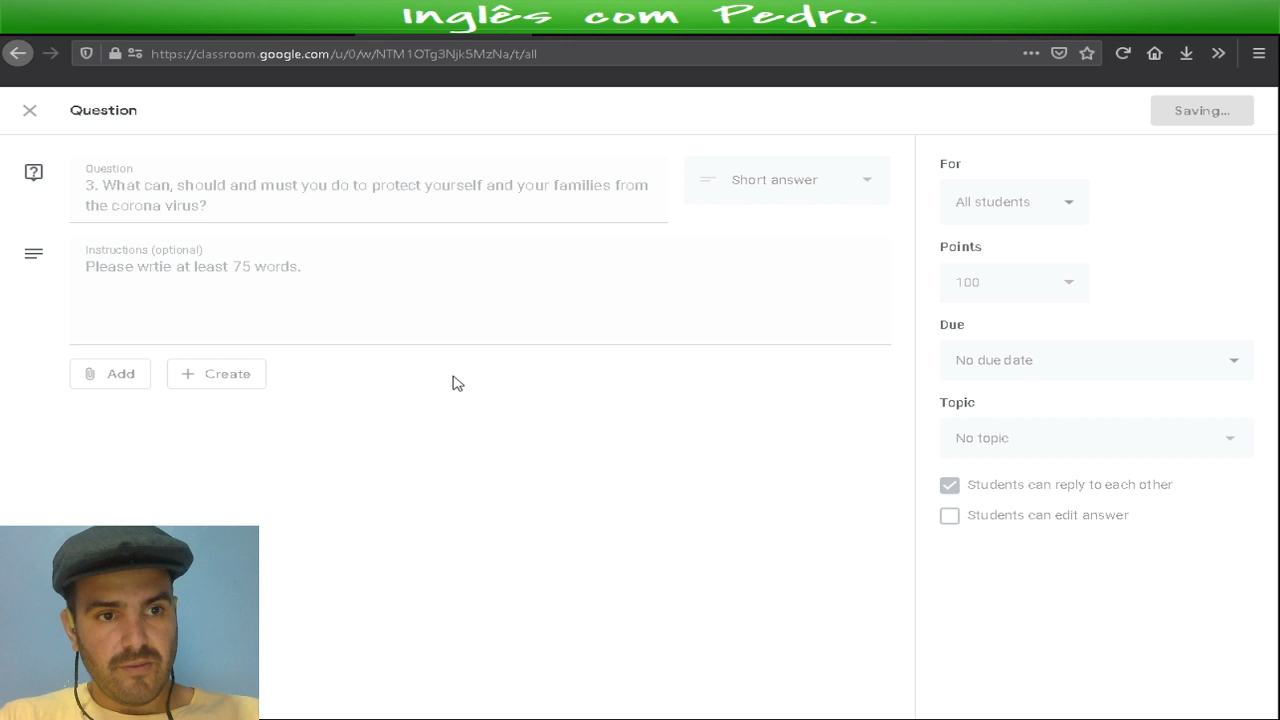 Inglês com Pedro.
https://classroom.google.com/u/0/w/NTM1OTg3Njk5MzNa/t/all
Question
Saving...
Question
3. What can, should and must you do to protect yourself and your families from
the corona virus?
Short answer
Instructions (optional)
Please wrtie at least 75 words.
Add
Create
For
All students
Points
100
Due
No due date
Topic
No topic
Students can reply to each other
Students can edit answer